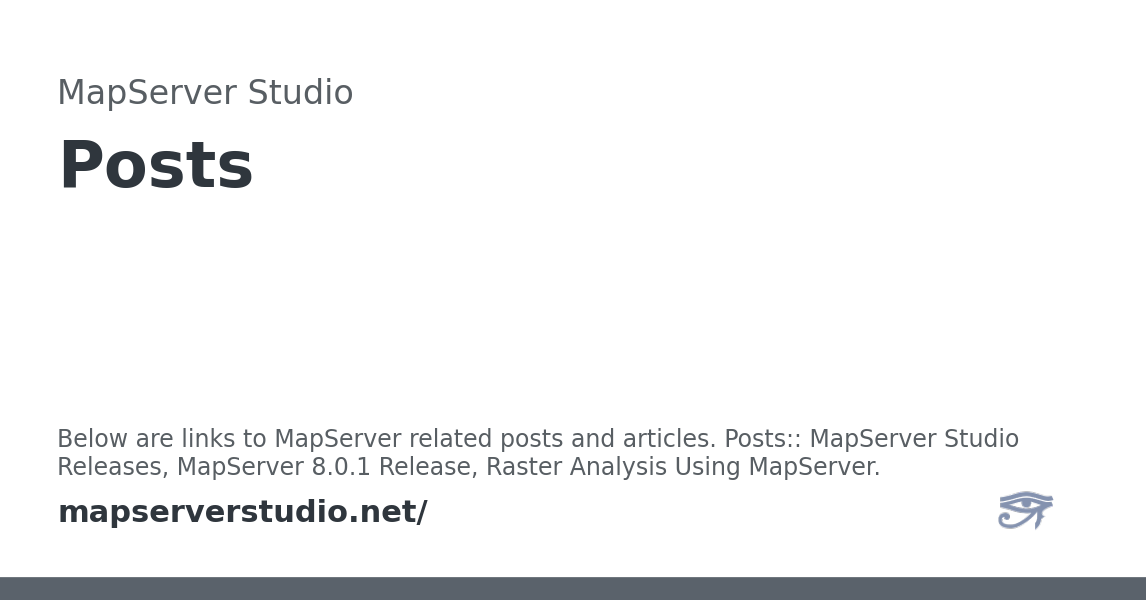 MapServer Studio
Posts
Below are links to MapServer related posts and articles. Posts:: MapServer Studio
Releases, MapServer 8.0.1 Release, Raster Analysis Using MapServer.
mapserverstudio.net/